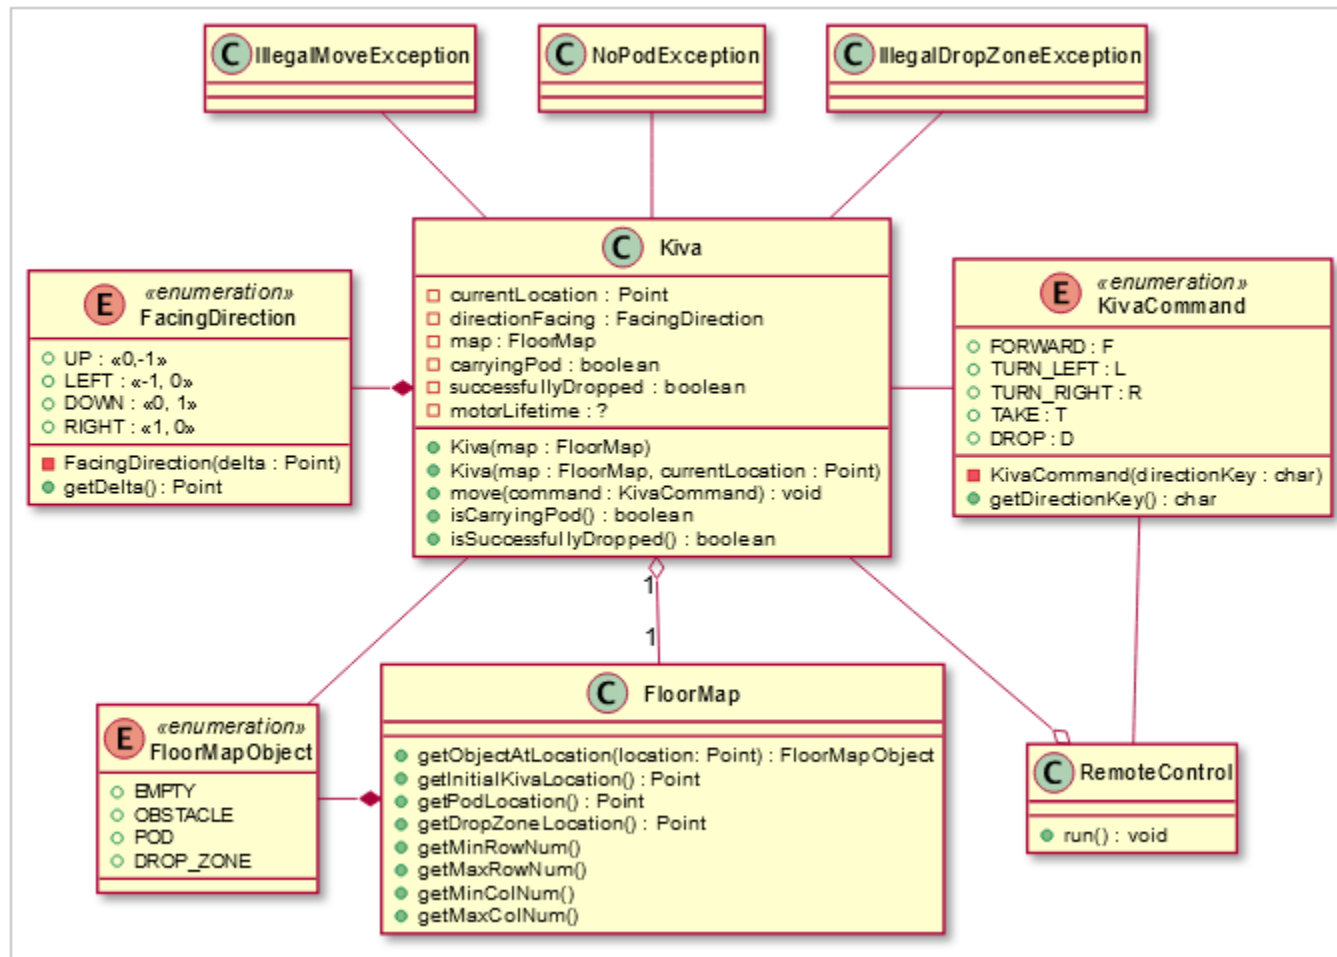 C IllegalMoveException
C NoPodException
C IllegalDropZoneException
C Kiva
currentLocation : Point
directionFacing : FacingDirection
map : FloorMap
carryingPod : boolean
successfullyDropped : boolean
motorLifetime : ?
Kiva(map : FloorMap)
Kiva(map : FloorMap, currentLocation : Point)
move(command : KivaCommand) : void
isCarryingPod() : boolean
isSuccessfullyDropped() : boolean
E «enumeration»
FacingDirection
UP : «0,-1»
LEFT : «-1, 0»
DOWN : «0, 1»
RIGHT : «1, 0»
FacingDirection(delta : Point)
getDelta() : Point
E «enumeration»
KivaCommand
FORWARD : F
TURN_LEFT : L
TURN_RIGHT : R
TAKE : T
DROP : D
KivaCommand(directionKey : char)
getDirectionKey() : char
1
1
E «enumeration»
FloorMapObject
EMPTY
OBSTACLE
POD
DROP_ZONE
C FloorMap
getObjectAtLocation(location: Point) : FloorMapObject
getInitialKivaLocation() : Point
getPodLocation() : Point
getDropZoneLocation() : Point
getMinRowNum()
getMaxRowNum()
getMinColNum()
getMaxColNum()
C RemoteControl
run() : void